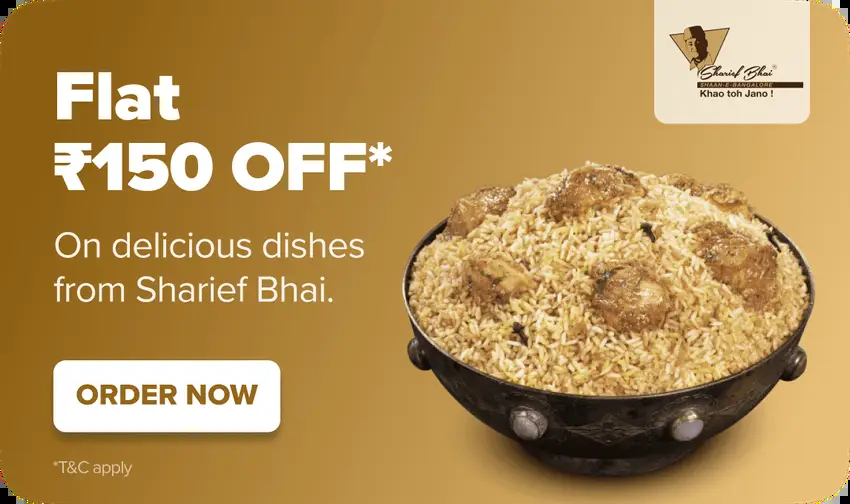 Flat
₹150 OFF*
On delicious dishes
from Sharief Bhai.
ORDER NOW
*T&C apply
Sharief Bhai®
SHAAN-E-BANGALORE
Khao toh Jano !